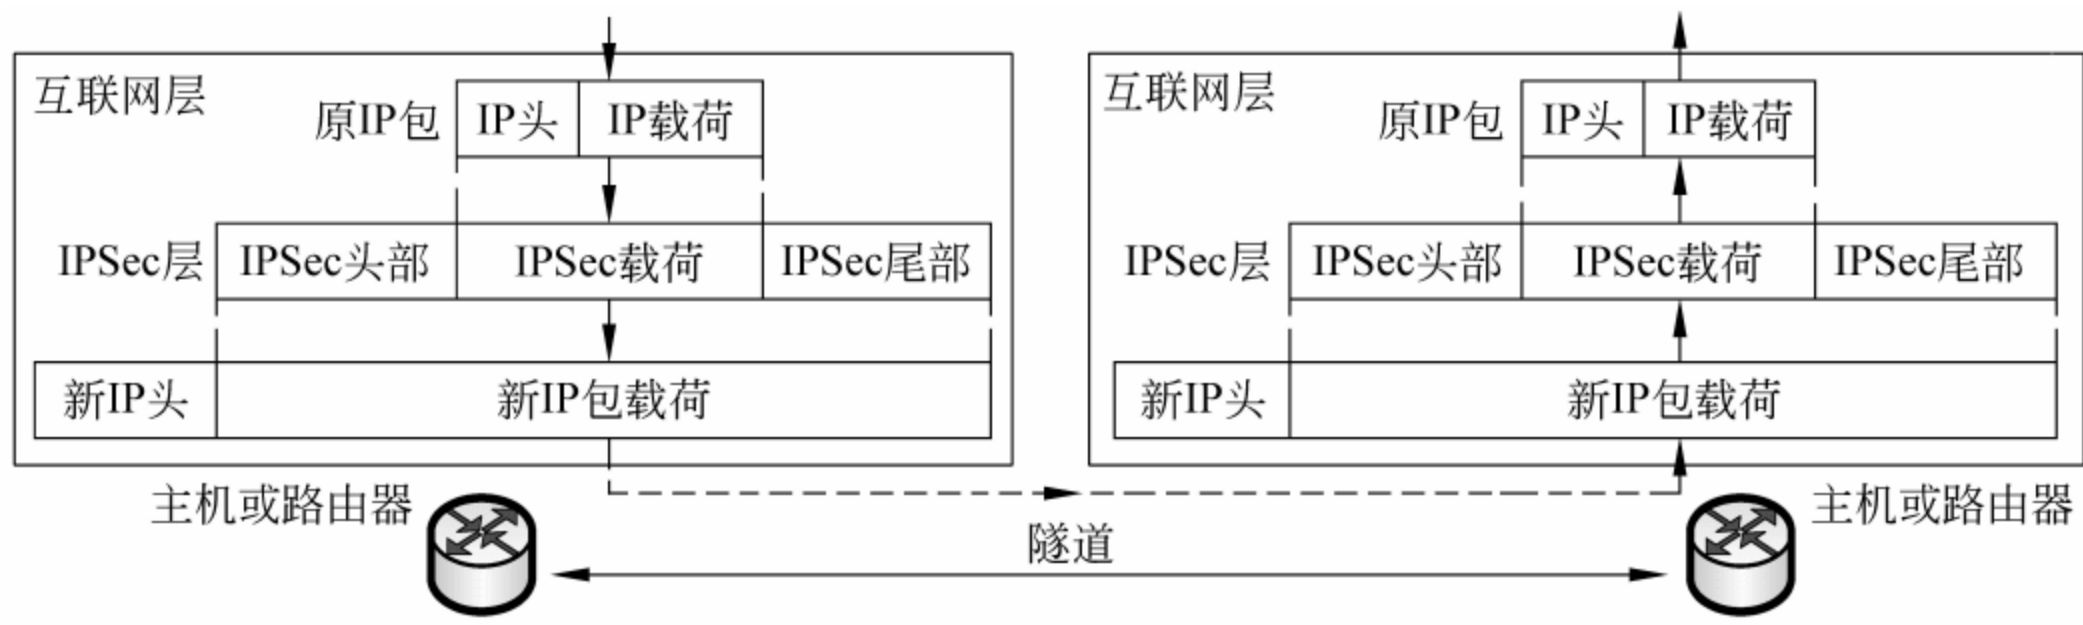 互联网层
原IP包 IP头 IP载荷
IPSec层 IPSec头部 IPSec载荷 IPSec尾部
新IP头 新IP包载荷
主机或路由器
互联网层
原IP包 IP头 IP载荷
IPSec层 IPSec头部 IPSec载荷 IPSec尾部
新IP头 新IP包载荷
主机或路由器
隧道